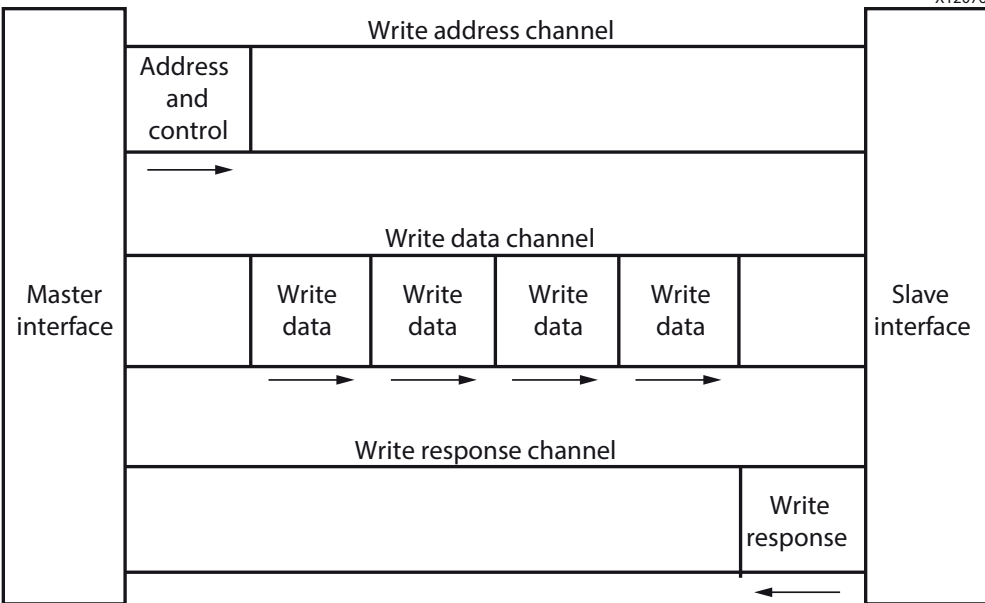 Write address channel
Address
and
control
Write data channel
Master
interface
Write
data
Write
data
Write
data
Write
data
Slave
interface
Write response channel
Write
response